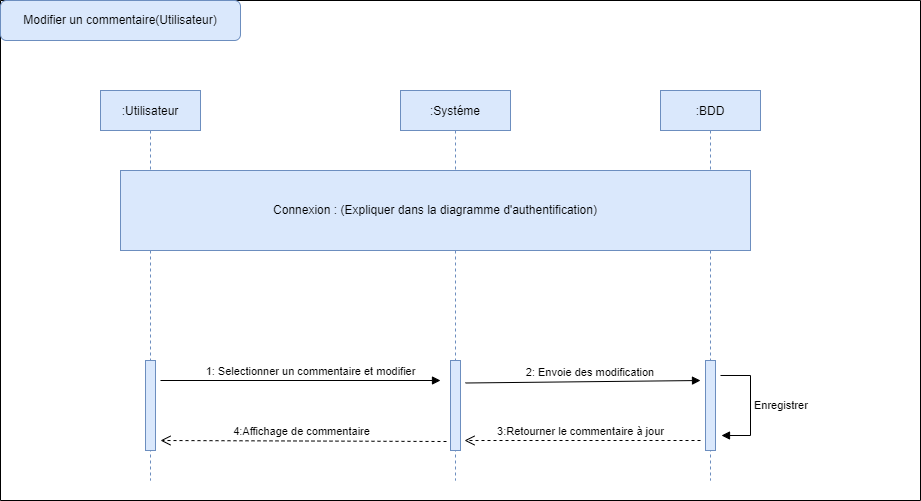 Modifier un commentaire(Utilisateur)
:Utilisateur
:Systéme
:BDD
Connexion : (Expliquer dans la diagramme d'authentification)
1: Selectionner un commentaire et modifier
2: Envoie des modification
Enregistrer
3:Retourner le commentaire à jour
4:Affichage de commentaire